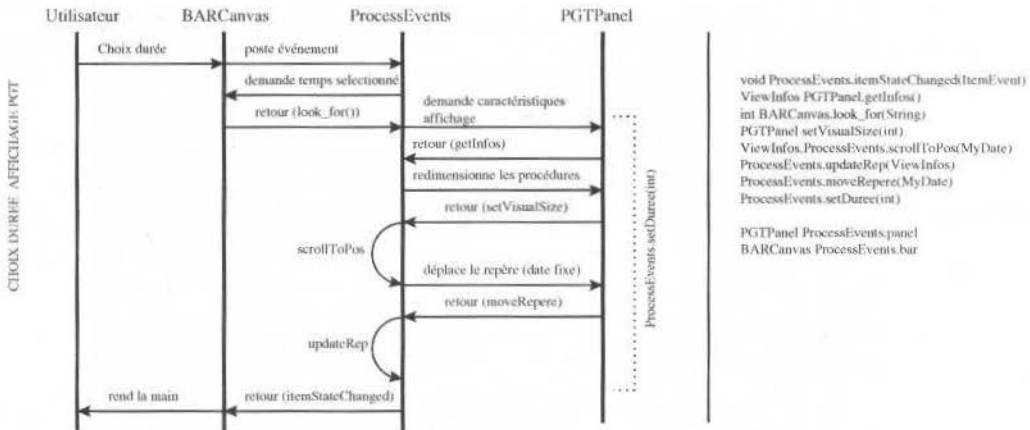 Utilisateur BARCanvas ProcessEvents PGTPanel
Choix durée poste événement
demande temps selectionné
retour (look_for()) demande caractéristiques
affichage
retour (getInfos)
redimensionne les procédures
retour (setVisualSize)
scrollToPos
déplace le repère (date fixe)
retour (moveRepere)
updateRep
rend la main retour (itemStateChanged)
CHOIX DUREE AFFICHAGE PGT
ProcessEvents.setDuree(int)
void ProcessEvents.itemStateChanged(ItemEvent)
ViewInfos PGTPanel.getInfos()
int BARCanvas.look_for(String)
PGTPanel setVisualSize(int)
ViewInfos.ProcessEvents.scrollToPos(MyDate)
ProcessEvents.updateRep(ViewInfos)
ProcessEvents.moveRepere(MyDate)
ProcessEvents.setDuree(int)
PGTPanel ProcessEvents.panel
BARCanvas ProcessEvents.bar